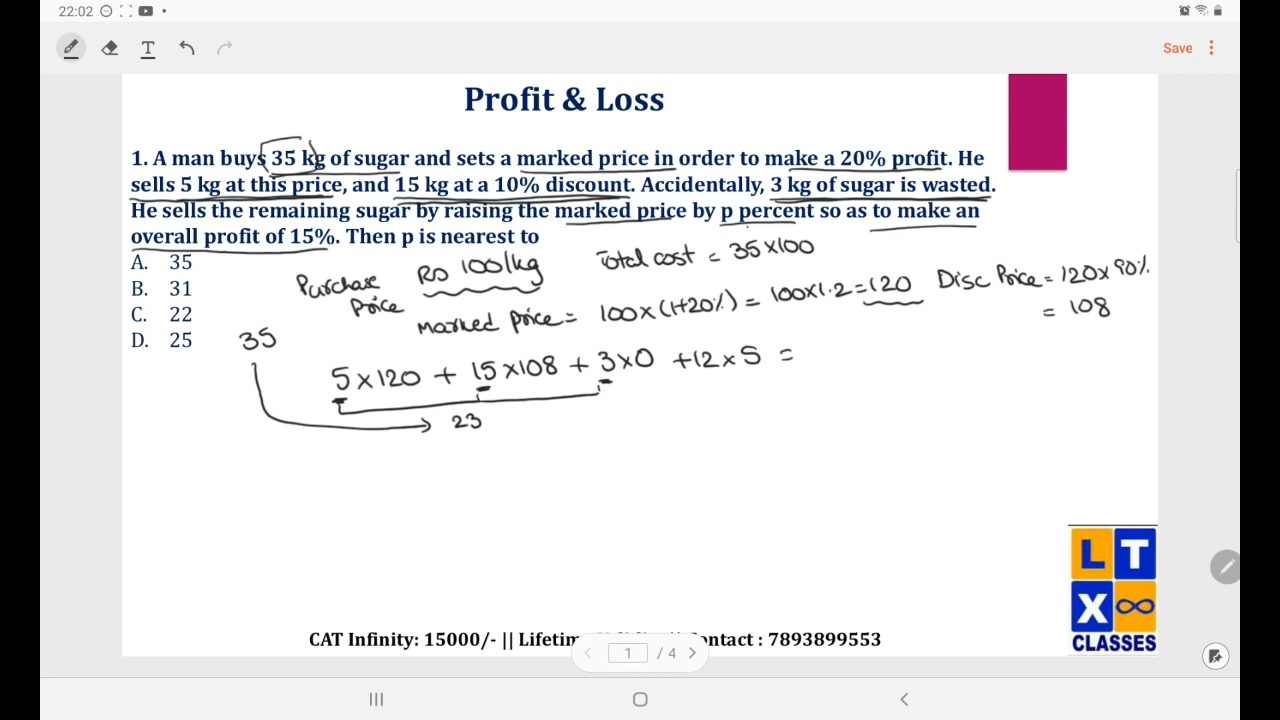 22:02
Save
Profit & Loss
1. A man buys 35 kg of sugar and sets a marked price in order to make a 20% profit. He
sells 5 kg at this price, and 15 kg at a 10% discount. Accidentally, 3 kg of sugar is wasted.
He sells the remaining sugar by raising the marked price by p percent so as to make an
overall profit of 15%. Then p is nearest to
A. 35
B. 31
C. 22
D. 25
Purchase Price Rs 100/kg
Total cost = 35×100
Marked Price = 100×(1+20%) = 100×1.2=120
Disc Price = 120×90%
= 108
35
5×120 + 15×108 + 3×0 +12×S =
23
L T
X ∞
CLASSES
CAT Infinity: 15000/- || Lifetime || Contact : 7893899553
1 / 4